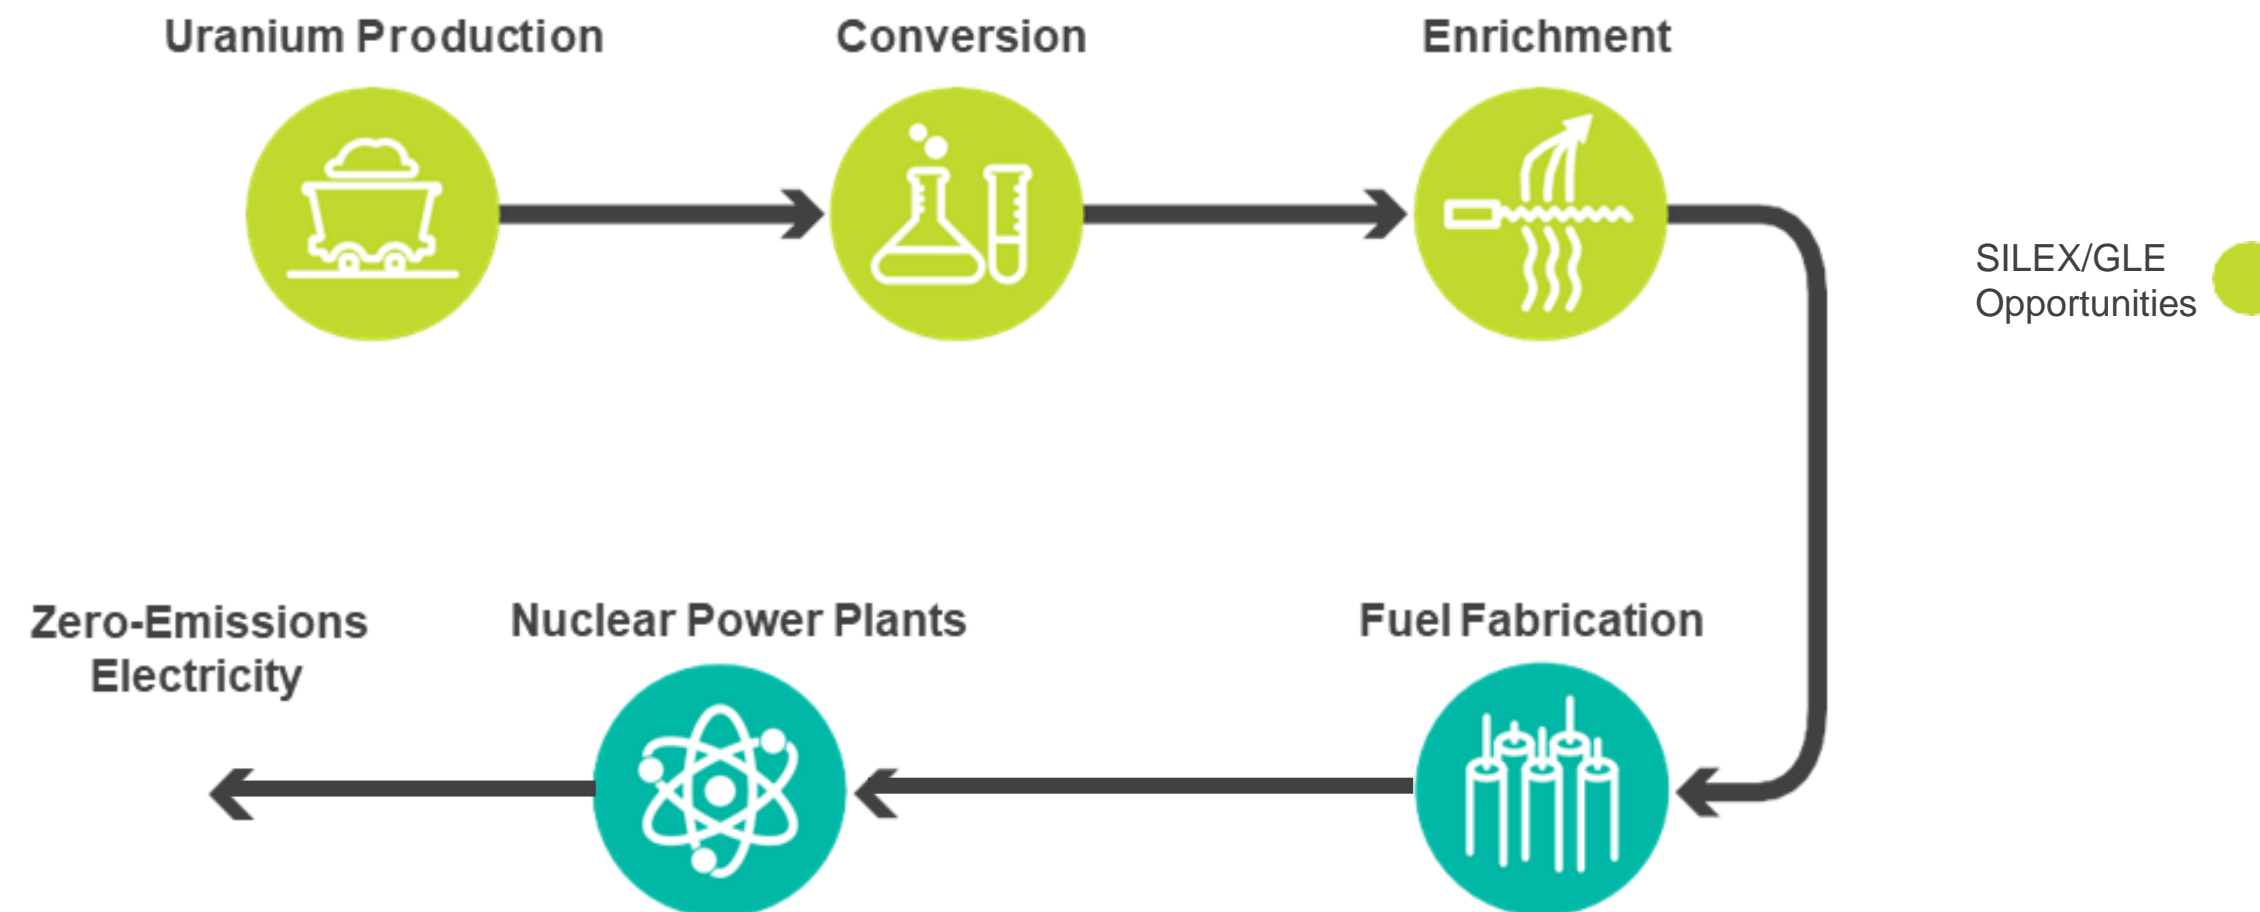 Uranium Production
Conversion
Enrichment
SILEX/GLE
Opportunities
Zero-Emissions
Electricity
Nuclear Power Plants
Fuel Fabrication